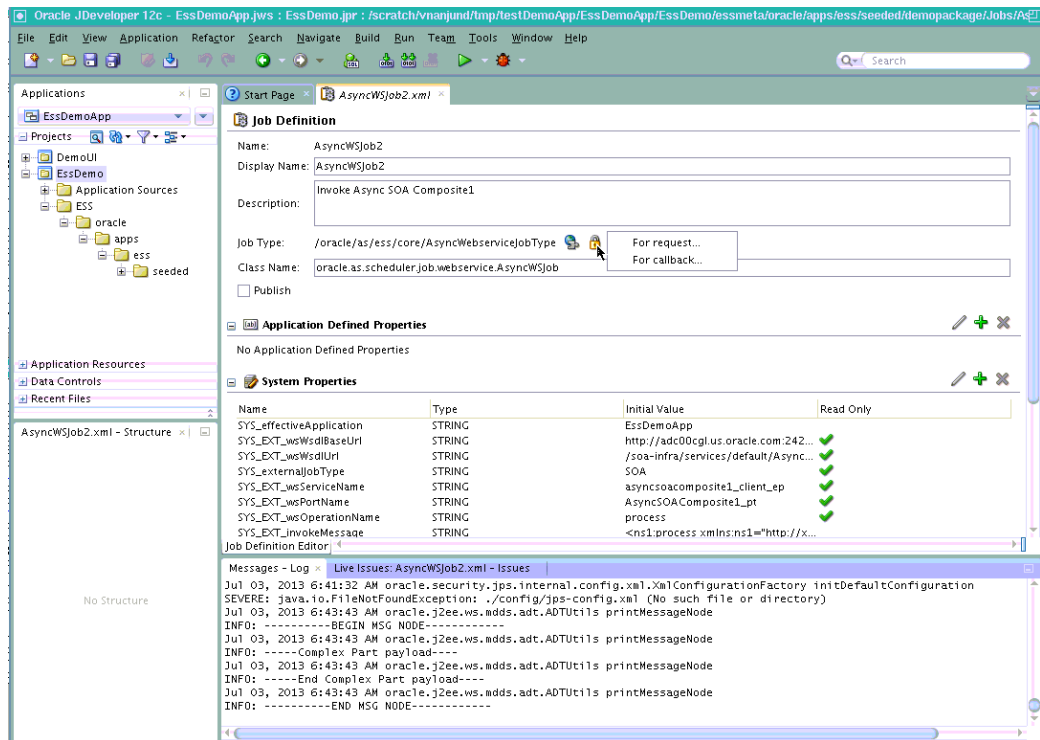 Oracle JDeveloper 12c - EssDemoApp.jws : EssDemo.jpr : /scratch/vnanjund/tmp/testDemoApp/EssDemoApp/EssDemo/essmeta/oracle/apps/ess/seeded/demopackage/Jobs/As
File Edit View Application Refactor Search Navigate Build Run Team Tools Window Help
Search
Applications
EssDemoApp
Projects
DemoUI
EssDemo
Application Sources
ESS
oracle
apps
ess
seeded
Application Resources
Data Controls
Recent Files
AsyncWSJob2.xml - Structure
No Structure
Start Page
AsyncWSJob2.xml
Job Definition
Name: AsyncWSJob2
Display Name: AsyncWSJob2
Description: Invoke Async SOA Composite1
Job Type: /oracle/as/ess/core/AsyncWebserviceJobType
For request...
For callback...
Class Name: oracle.as.scheduler.job.webservice.AsyncWSJob
Publish
Application Defined Properties
No Application Defined Properties
System Properties
Name Type Initial Value Read Only
SYS_effectiveApplication STRING EssDemoApp
SYS_EXT_wsWsdlBaseUrl STRING http://adc00cgl.us.oracle.com:242...
SYS_EXT_wsWsdlUrl STRING /soa-infra/services/default/Async...
SYS_externalJobType STRING SOA
SYS_EXT_wsServiceName STRING asyncsoacomposite1_client_ep
SYS_EXT_wsPortName STRING AsyncSOAComposite1_pt
SYS_EXT_wsOperationName STRING process
SYS_EXT_invokeMessage STRING <ns1:process xmlns:ns1="http://x...
Job Definition Editor
Messages - Log
Live Issues: AsyncWSJob2.xml - Issues
Jul 03, 2013 6:41:32 AM oracle.security.jps.internal.config.xml.XmlConfigurationFactory initDefaultConfiguration
SEVERE: java.io.FileNotFoundException: ./config/jps-config.xml (No such file or directory)
Jul 03, 2013 6:43:43 AM oracle.j2ee.ws.mdds.adt.ADTUtils printMessageNode
INFO: ----------BEGIN MSG NODE------------
Jul 03, 2013 6:43:43 AM oracle.j2ee.ws.mdds.adt.ADTUtils printMessageNode
INFO: -----Complex Part payload----
Jul 03, 2013 6:43:43 AM oracle.j2ee.ws.mdds.adt.ADTUtils printMessageNode
INFO: -----End Complex Part payload----
Jul 03, 2013 6:43:43 AM oracle.j2ee.ws.mdds.adt.ADTUtils printMessageNode
INFO: ----------END MSG NODE------------